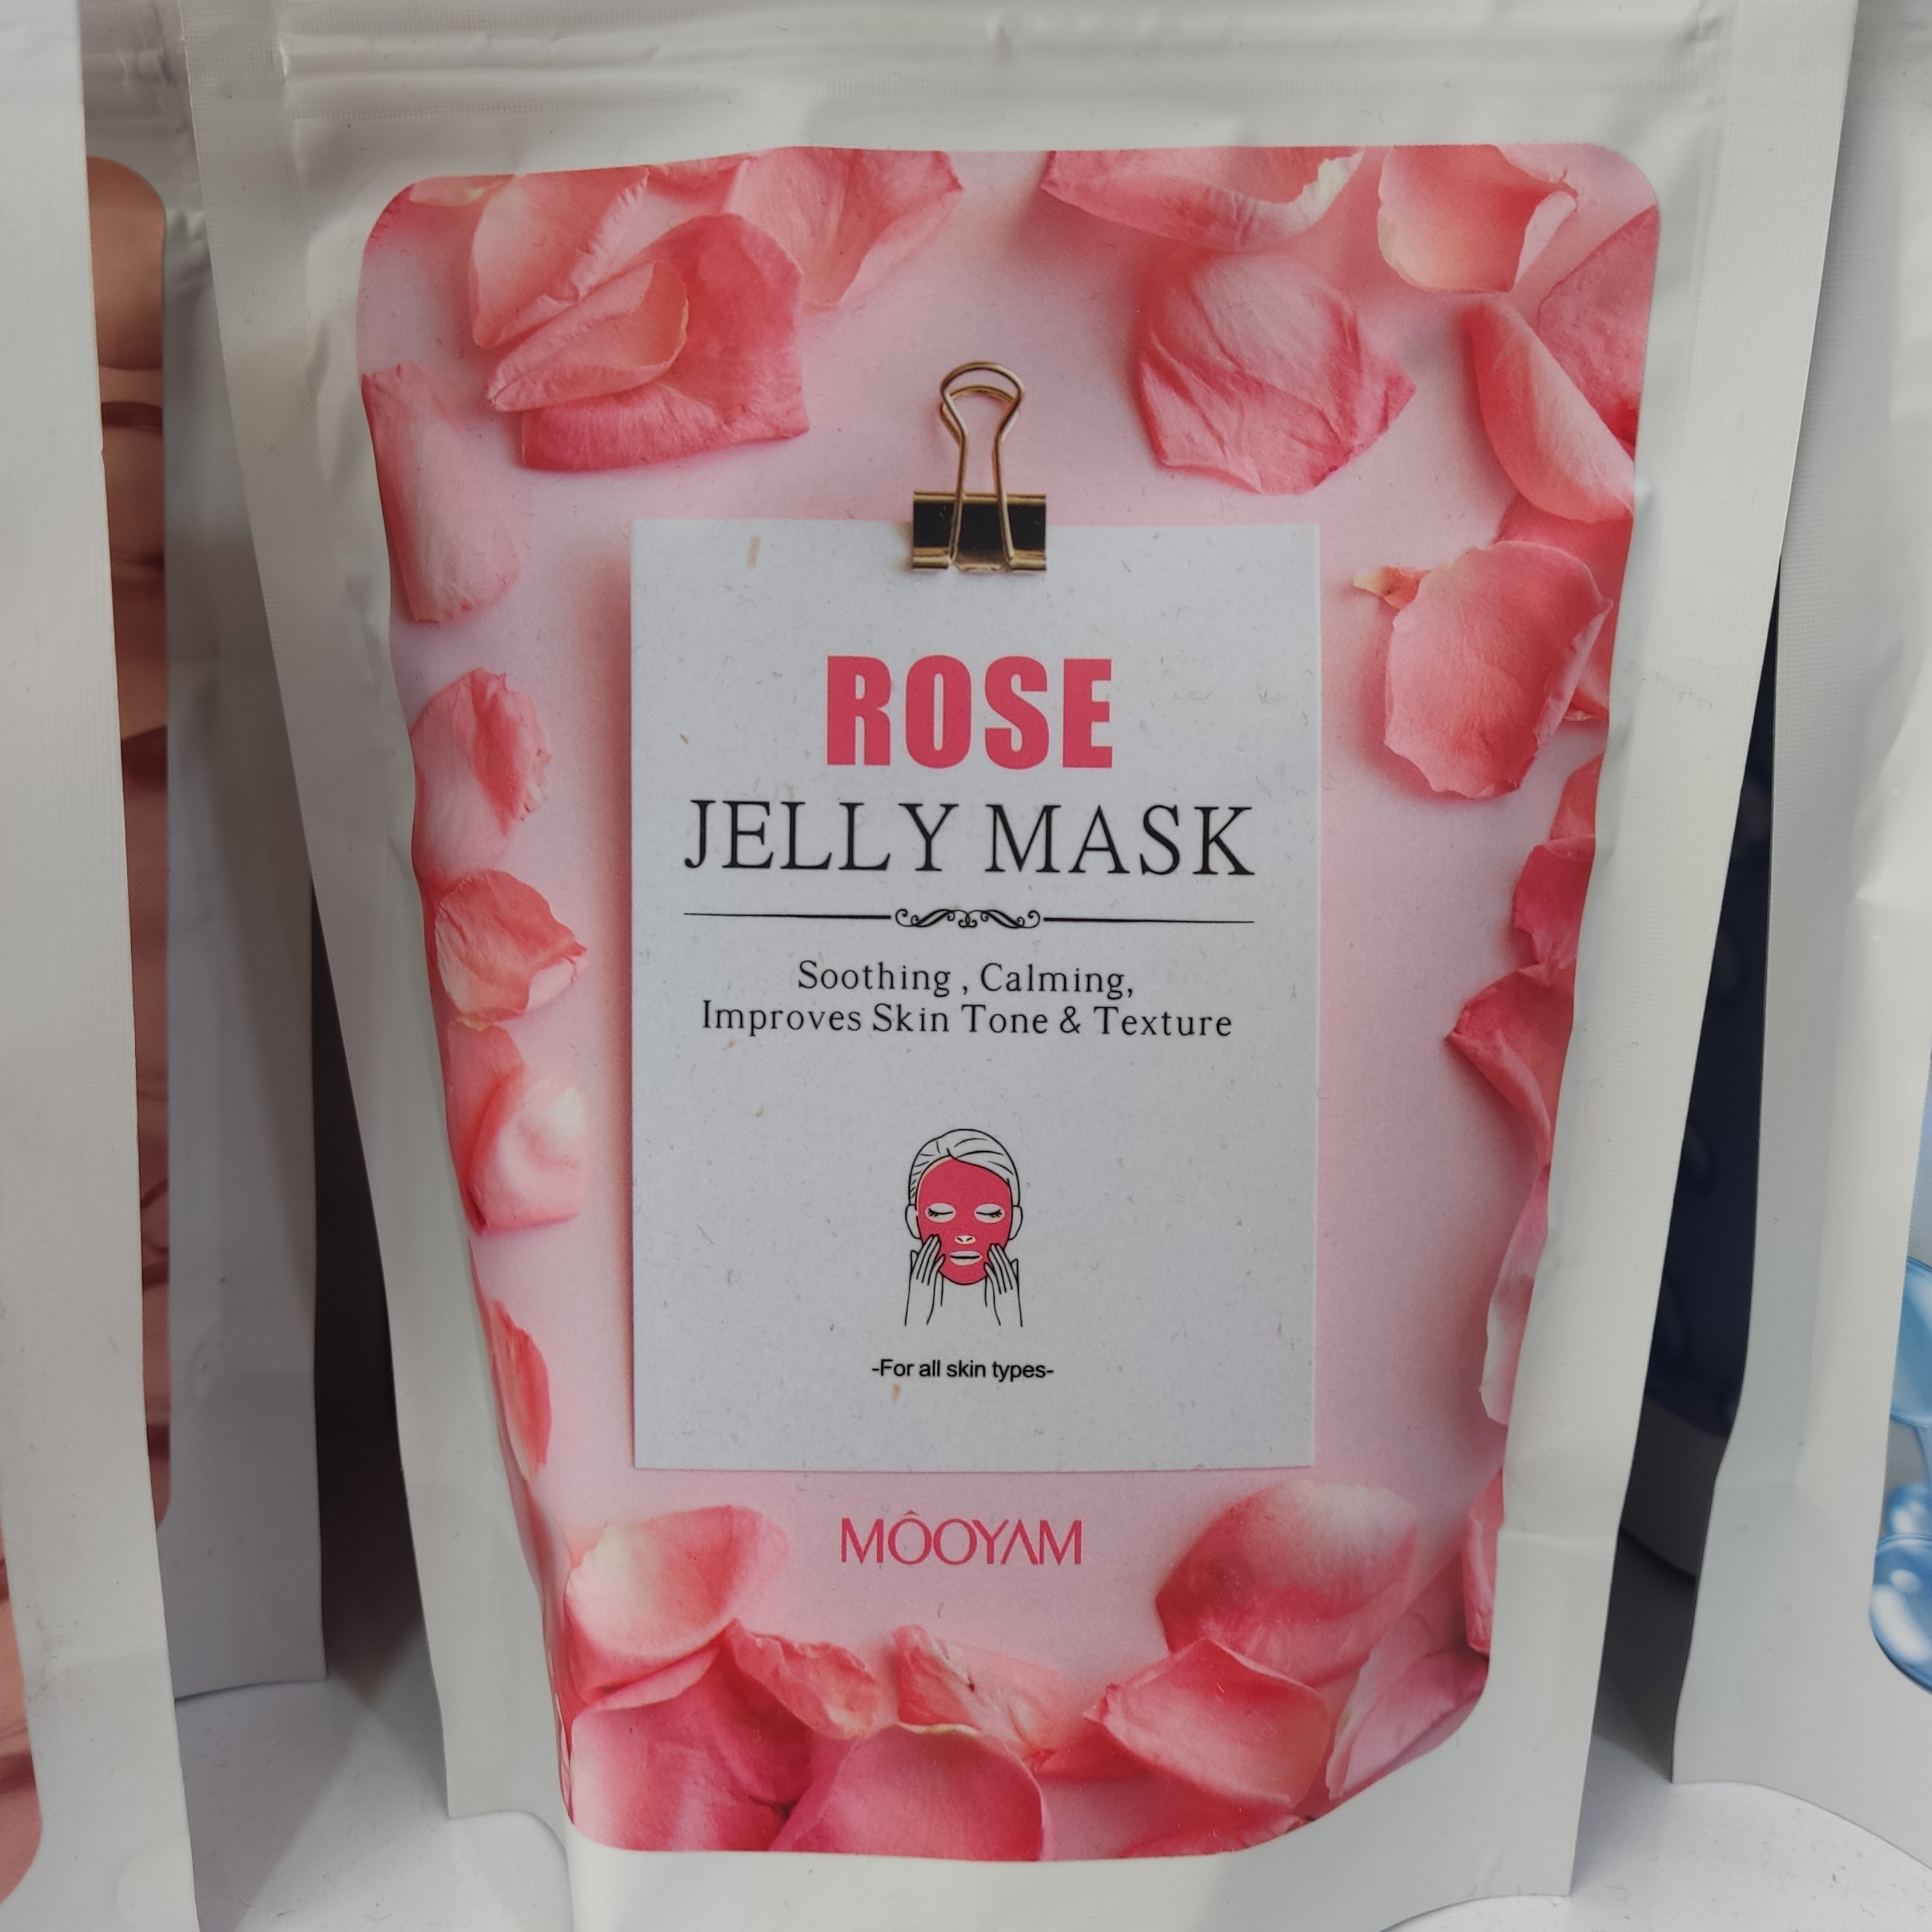 ROSE
JELLY MASK
Soothing , Calming,
Improves Skin Tone & Texture
-For all skin types-
MÔOYAM